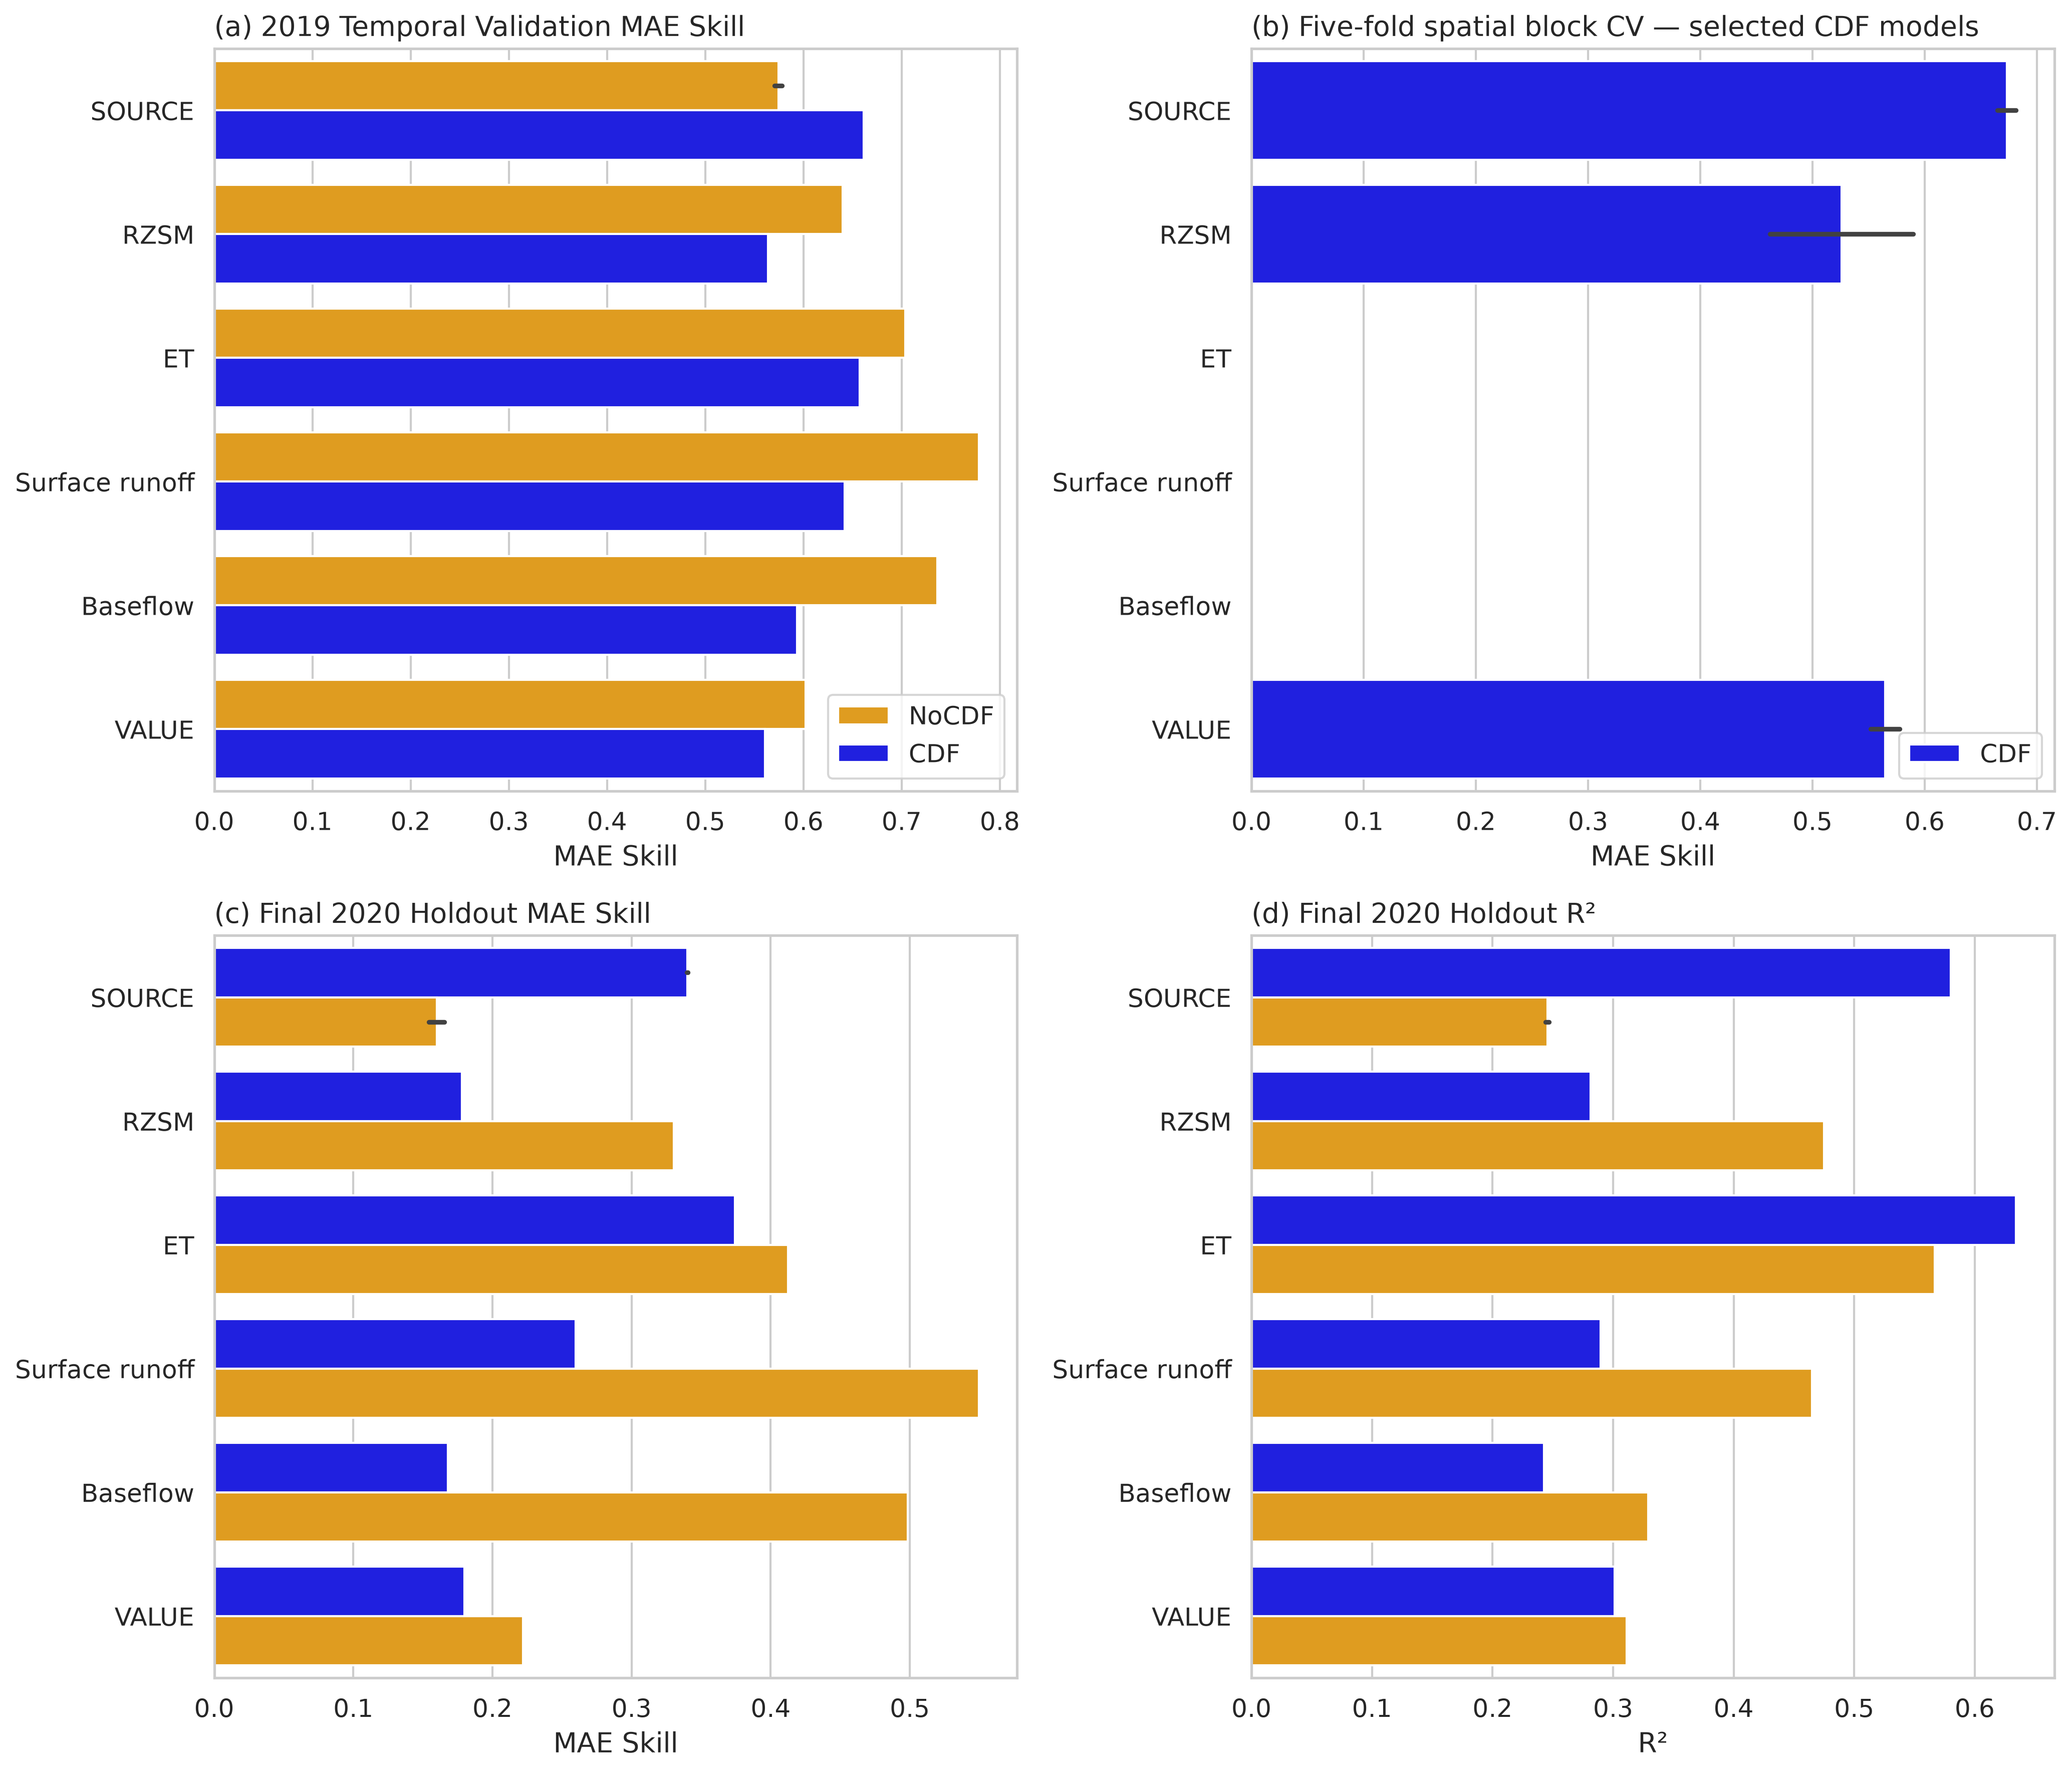 (a) 2019 Temporal Validation MAE Skill
SOURCE
RZSM
ET
Surface runoff
Baseflow
VALUE
NoCDF
CDF
0.0 0.1 0.2 0.3 0.4 0.5 0.6 0.7 0.8
MAE Skill
(b) Five-fold spatial block CV — selected CDF models
SOURCE
RZSM
ET
Surface runoff
Baseflow
VALUE
CDF
0.0 0.1 0.2 0.3 0.4 0.5 0.6 0.7
MAE Skill
(c) Final 2020 Holdout MAE Skill
SOURCE
RZSM
ET
Surface runoff
Baseflow
VALUE
0.0 0.1 0.2 0.3 0.4 0.5
MAE Skill
(d) Final 2020 Holdout R²
SOURCE
RZSM
ET
Surface runoff
Baseflow
VALUE
0.0 0.1 0.2 0.3 0.4 0.5 0.6
R²